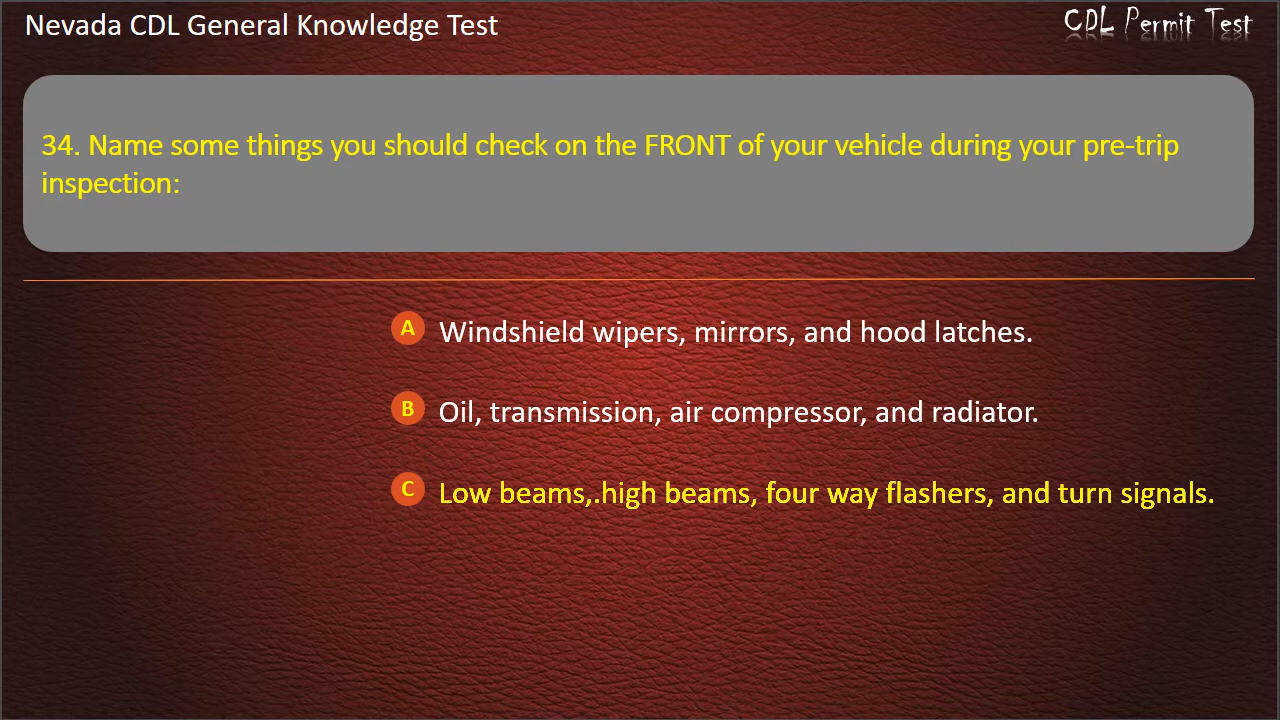 Nevada CDL General Knowledge Test
CDL Permit Test
34. Name some things you should check on the FRONT of your vehicle during your pre-trip
inspection:
A Windshield wipers, mirrors, and hood latches.
B Oil, transmission, air compressor, and radiator.
C Low beams,.high beams, four way flashers, and turn signals.